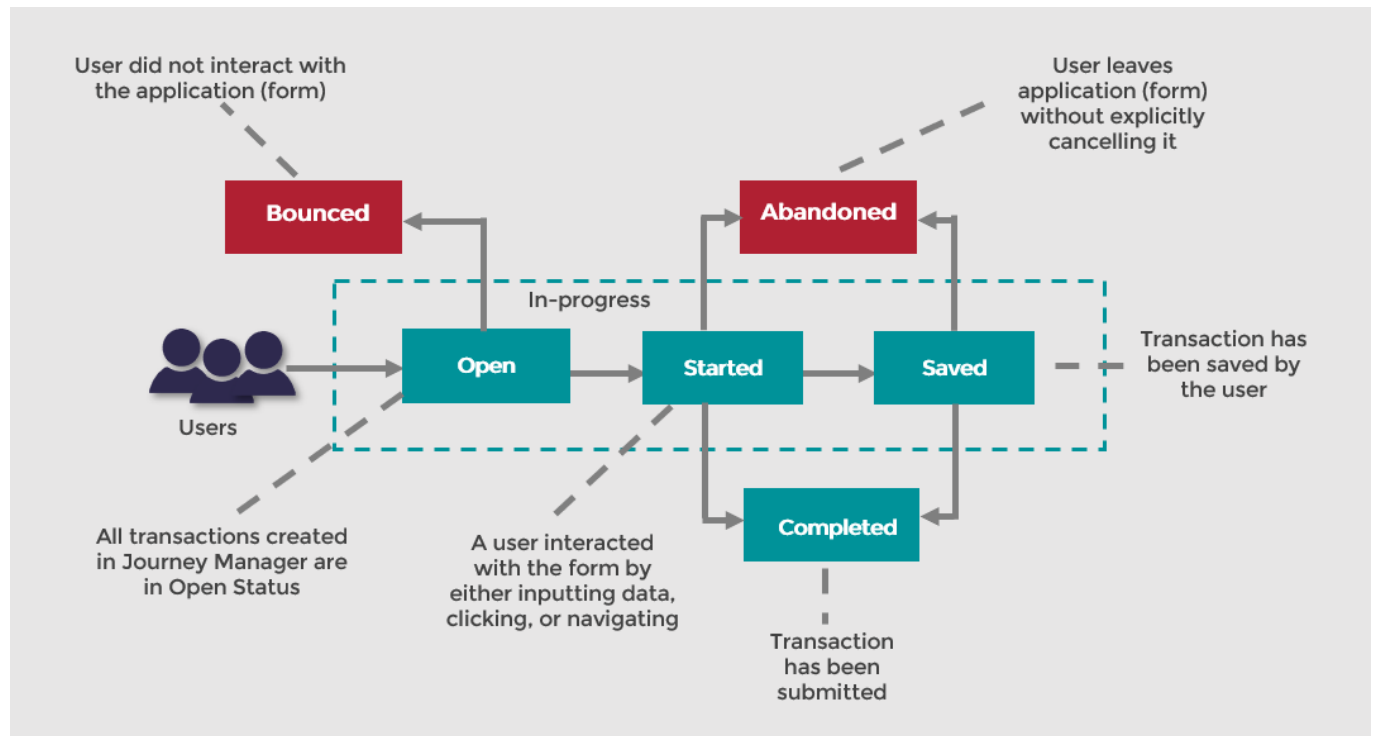 User did not interact with
the application (form)
User leaves
application (form)
without explicitly
cancelling it
Bounced
Abandoned
In-progress
Open
Started
Saved
Transaction has
been saved by
the user
Users
All transactions created
in Journey Manager are
in Open Status
A user interacted
with the form by
either inputting data,
clicking, or navigating
Completed
Transaction
has been
submitted